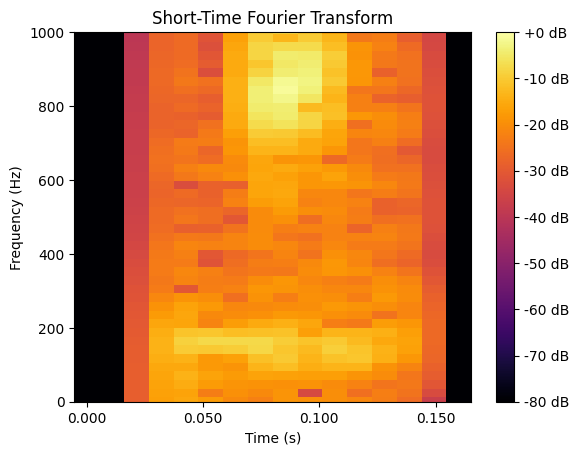 Short-Time Fourier Transform
Frequency (Hz)
1000
800
600
400
200
0
0.000 0.050 0.100 0.150
Time (s)
+0 dB
-10 dB
-20 dB
-30 dB
-40 dB
-50 dB
-60 dB
-70 dB
-80 dB